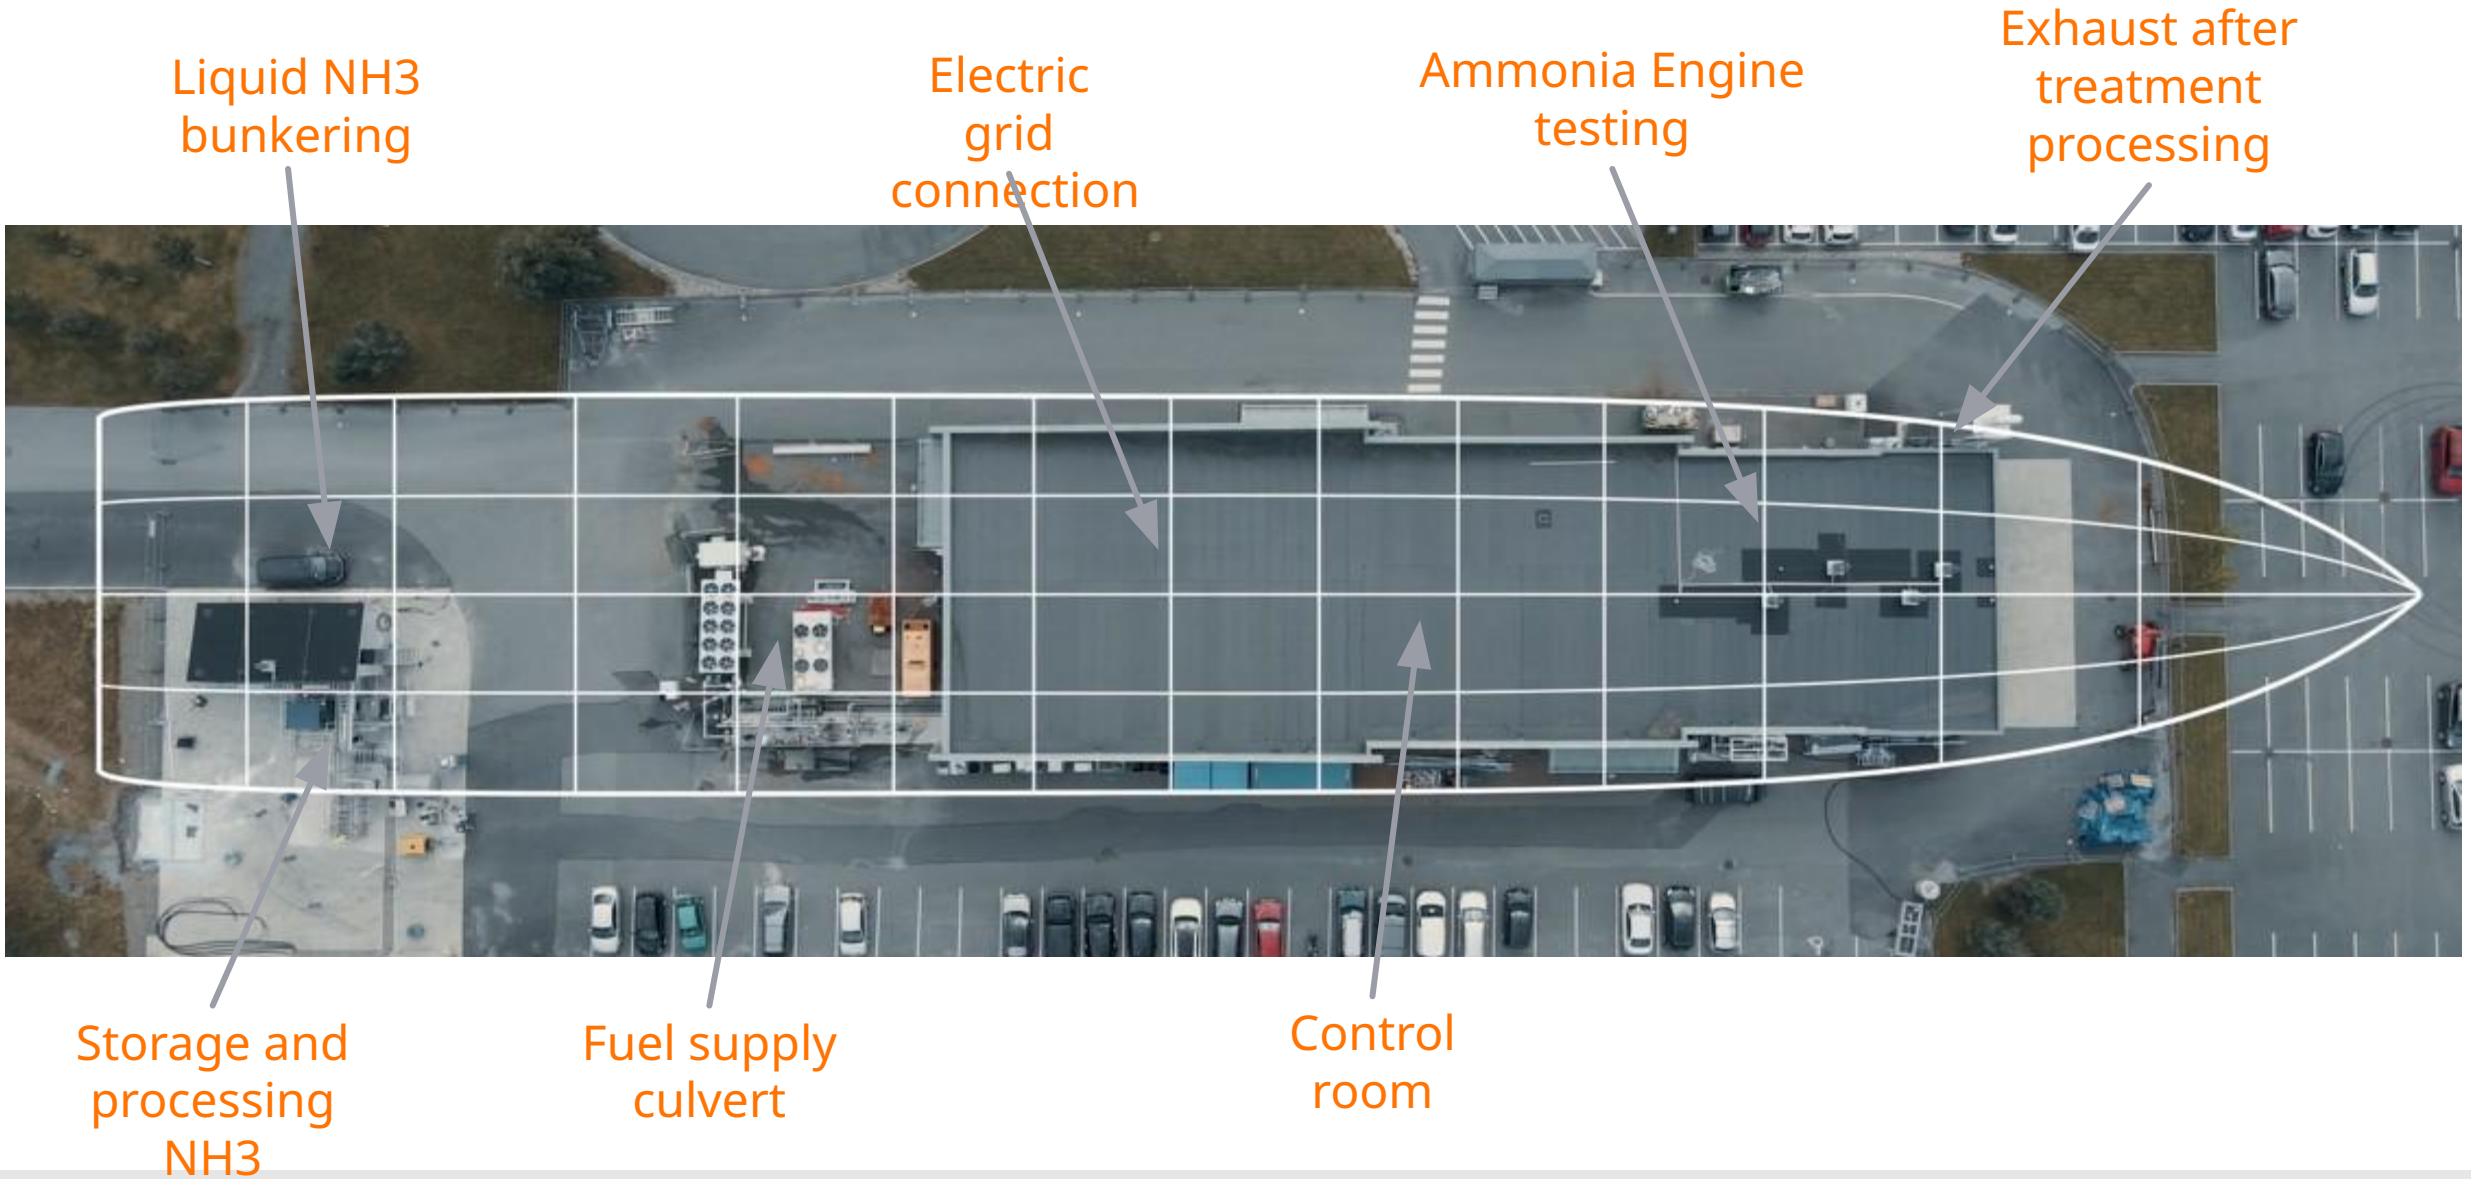 Liquid NH3
bunkering
Electric
grid
connection
Ammonia Engine
testing
Exhaust after
treatment
processing
Storage and
processing
NH3
Fuel supply
culvert
Control
room